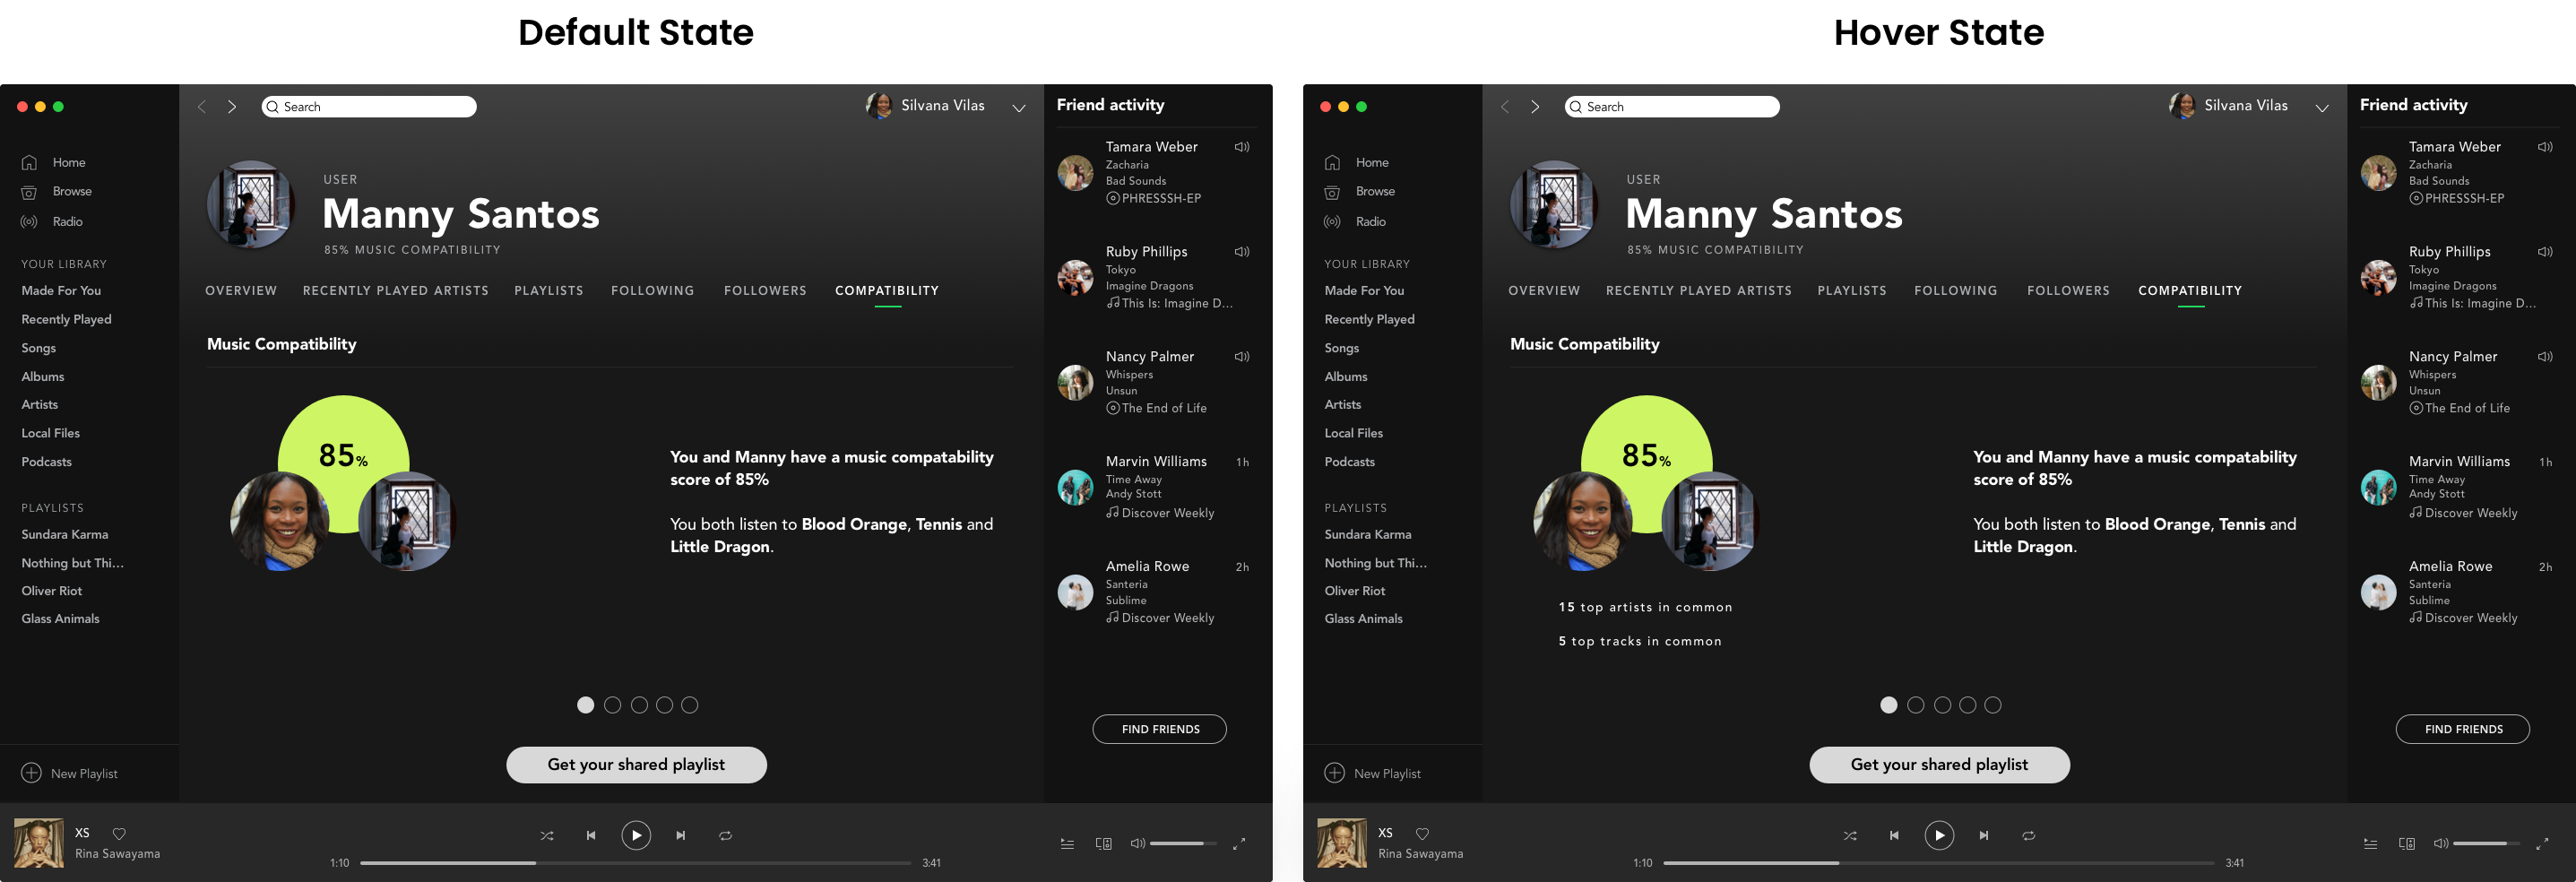 Default State
Search
Silvana Vilas
Home
Browse
Radio
YOUR LIBRARY
Made For You
Recently Played
Songs
Albums
Artists
Local Files
Podcasts
PLAYLISTS
Sundara Karma
Nothing but Thi...
Oliver Riot
Glass Animals
New Playlist
USER
Manny Santos
85% MUSIC COMPATIBILITY
OVERVIEW RECENTLY PLAYED ARTISTS PLAYLISTS FOLLOWING FOLLOWERS COMPATIBILITY
Music Compatibility
85%
You and Manny have a music compatability
score of 85%
You both listen to Blood Orange, Tennis and
Little Dragon.
Get your shared playlist
Friend activity
Tamara Weber
Zacharia
Bad Sounds
PHRESSSH-EP
Ruby Phillips
Tokyo
Imagine Dragons
This Is: Imagine D...
Nancy Palmer
Whispers
Unsun
The End of Life
Marvin Williams 1h
Time Away
Andy Stott
Discover Weekly
Amelia Rowe 2h
Santeria
Sublime
Discover Weekly
FIND FRIENDS
XS
Rina Sawayama
1:10 3:41
Hover State
Search
Silvana Vilas
Home
Browse
Radio
YOUR LIBRARY
Made For You
Recently Played
Songs
Albums
Artists
Local Files
Podcasts
PLAYLISTS
Sundara Karma
Nothing but Thi...
Oliver Riot
Glass Animals
New Playlist
USER
Manny Santos
85% MUSIC COMPATIBILITY
OVERVIEW RECENTLY PLAYED ARTISTS PLAYLISTS FOLLOWING FOLLOWERS COMPATIBILITY
Music Compatibility
85%
15 top artists in common
5 top tracks in common
You and Manny have a music compatability
score of 85%
You both listen to Blood Orange, Tennis and
Little Dragon.
Get your shared playlist
Friend activity
Tamara Weber
Zacharia
Bad Sounds
PHRESSSH-EP
Ruby Phillips
Tokyo
Imagine Dragons
This Is: Imagine D...
Nancy Palmer
Whispers
Unsun
The End of Life
Marvin Williams 1h
Time Away
Andy Stott
Discover Weekly
Amelia Rowe 2h
Santeria
Sublime
Discover Weekly
FIND FRIENDS
XS
Rina Sawayama
1:10 3:41